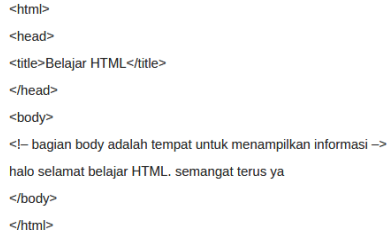 <html>
<head>
<title>Belajar HTML</title>
</head>
<body>
<!– bagian body adalah tempat untuk menampilkan informasi –>
halo selamat belajar HTML. semangat terus ya
</body>
</html>